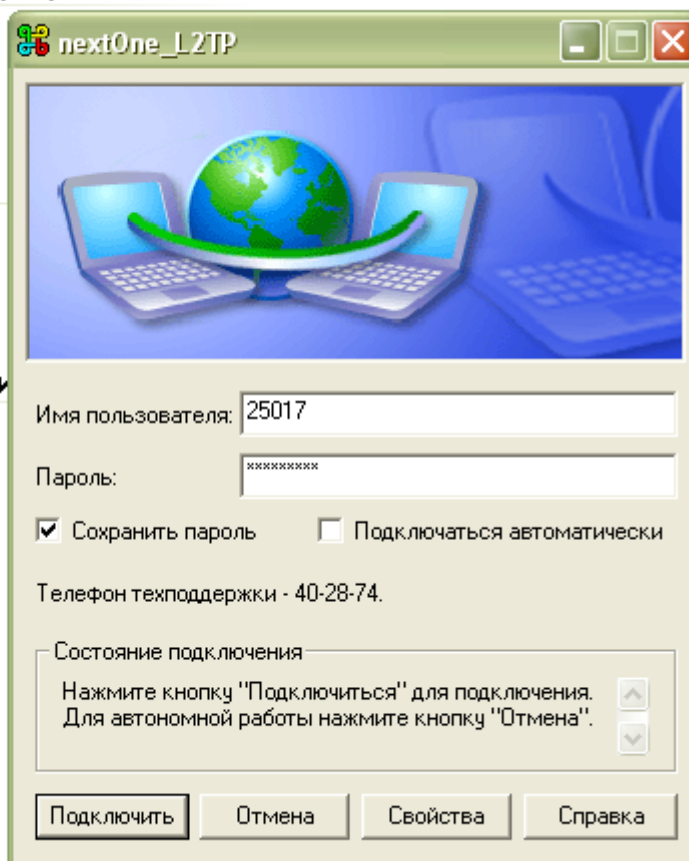 nextOne_L2TP
Имя пользователя: 25017
Пароль: *********
Сохранить пароль Подключаться автоматически
Телефон техподдержки - 40-28-74.
Состояние подключения
Нажмите кнопку "Подключиться" для подключения.
Для автономной работы нажмите кнопку "Отмена".
Подключить Отмена Свойства Справка